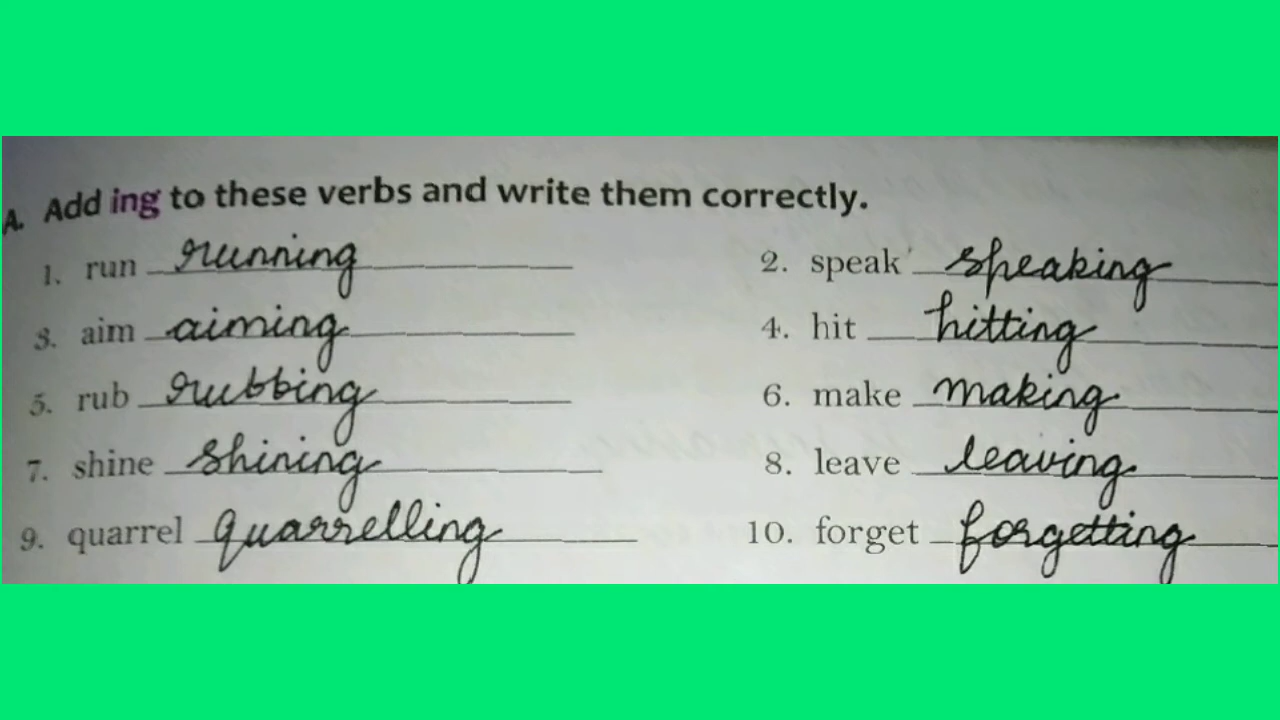 A. Add ing to these verbs and write them correctly.
1. run running 2. speak speaking
3. aim aiming 4. hit hitting
5. rub rubbing 6. make making
7. shine shining 8. leave leaving
9. quarrel quarrelling 10. forget forgetting